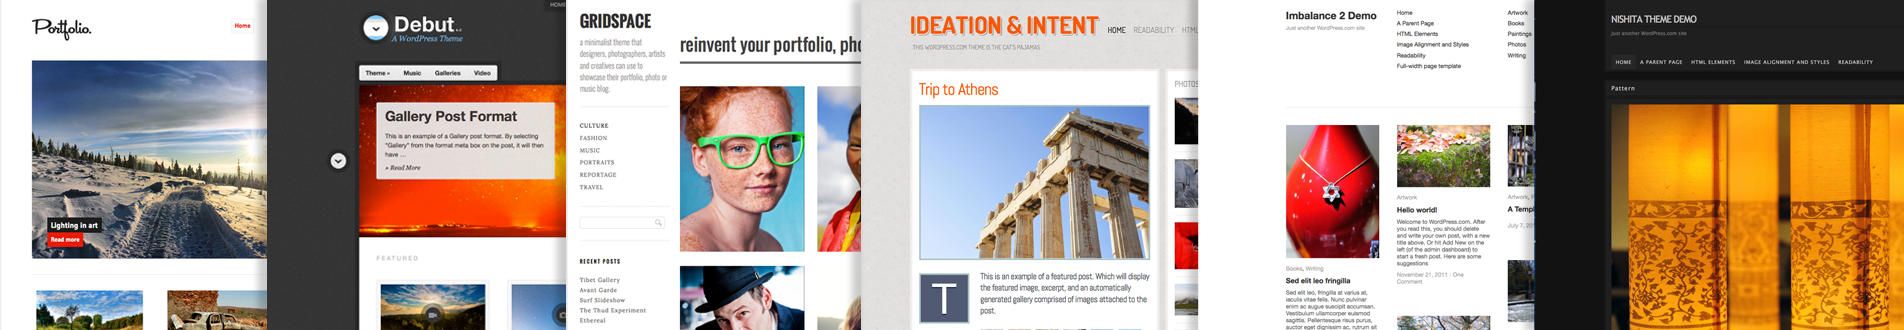 Portfolio.
Home
Lighting in art
Read more
HOME
Debut
A WordPress Theme
Theme »
Music
Galleries
Video
Gallery Post Format
This is an example of a Gallery post format. By selecting
"Gallery" from the format meta box on the post, it will then
have ...
» Read More
FEATURED
GRIDSPACE
a minimalist theme that
designers, photographers, artists
and creatives can use to
showcase their portfolio, photo or
music blog.
CULTURE
FASHION
MUSIC
PORTRAITS
REPORTAGE
TRAVEL
RECENT POSTS
Tibet Gallery
Avant Garde
Surf Slideshow
The Thud Experiment
Ethereal
reinvent your portfolio, pho
IDEATION & INTENT
THIS WORDPRESS.COM THEME IS THE CAT'S PAJAMAS
HOME
READABILITY
HTML
Trip to Athens
PHOTOS
T
This is an example of a featured post. Which will display
the featured image, excerpt, and an automatically
generated gallery comprised of images attached to the
post.
Imbalance 2 Demo
Just another WordPress.com site
Home
A Parent Page
HTML Elements
Image Alignment and Styles
Readability
Full-width page template
Artwork
Books
Paintings
Photos
Writing
Books, Writing
Sed elit leo fringilla
Sed elit, leo, fringilla at varius at,
iaculis vitae felis. Nunc pulvinar
enim ac augue suscipit accumsan.
Vestibulum ullamcorper euismod
sagittis. Pellentesque risus purus,
auctor eget dignissim ac, rutrum sit
Artwork
Hello world!
Welcome to WordPress.com. After
you read this, you should delete
and write your own post, with a new
title above. Or hit Add New on the
left (of the admin dashboard) to
start a fresh post. Here are some
suggestions
November 21, 2011 · One
Comment
Artwork, P
A Templ
July 7, 20
NISHITA THEME DEMO
Just another WordPress.com site
HOME
A PARENT PAGE
HTML ELEMENTS
IMAGE ALIGNMENT AND STYLES
READABILITY
Pattern